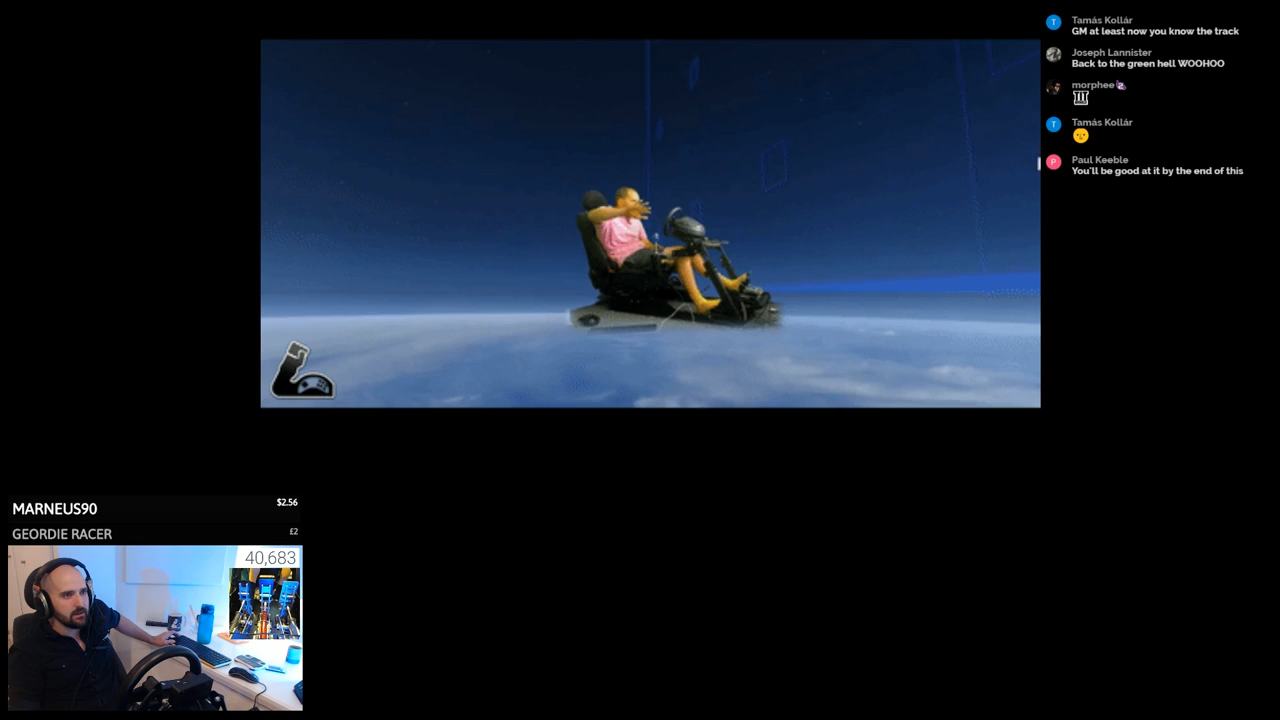 Tamás Kollár
GM at least now you know the track
Joseph Lannister
Back to the green hell WOOHOO
morphee
Tamás Kollár
Paul Keeble
You'll be good at it by the end of this
T
T
P
MARNEUS90
$2.56
GEORDIE RACER
£2
40,683